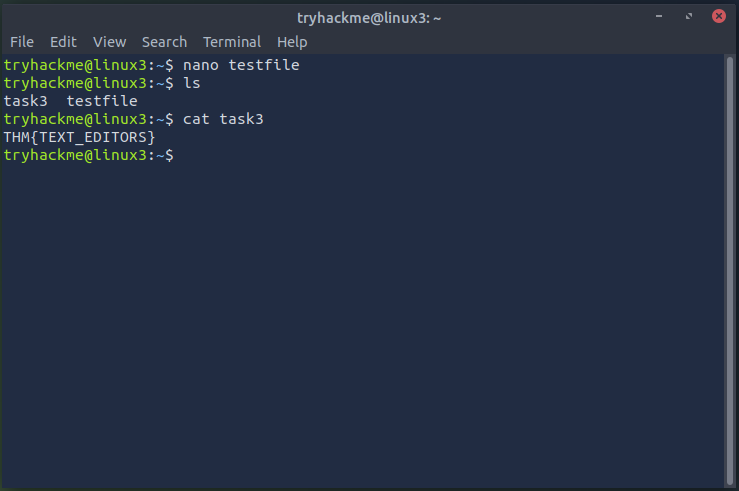 tryhackme@linux3: ~
File Edit View Search Terminal Help
tryhackme@linux3:~$ nano testfile
tryhackme@linux3:~$ ls
task3  testfile
tryhackme@linux3:~$ cat task3
THM{TEXT_EDITORS}
tryhackme@linux3:~$